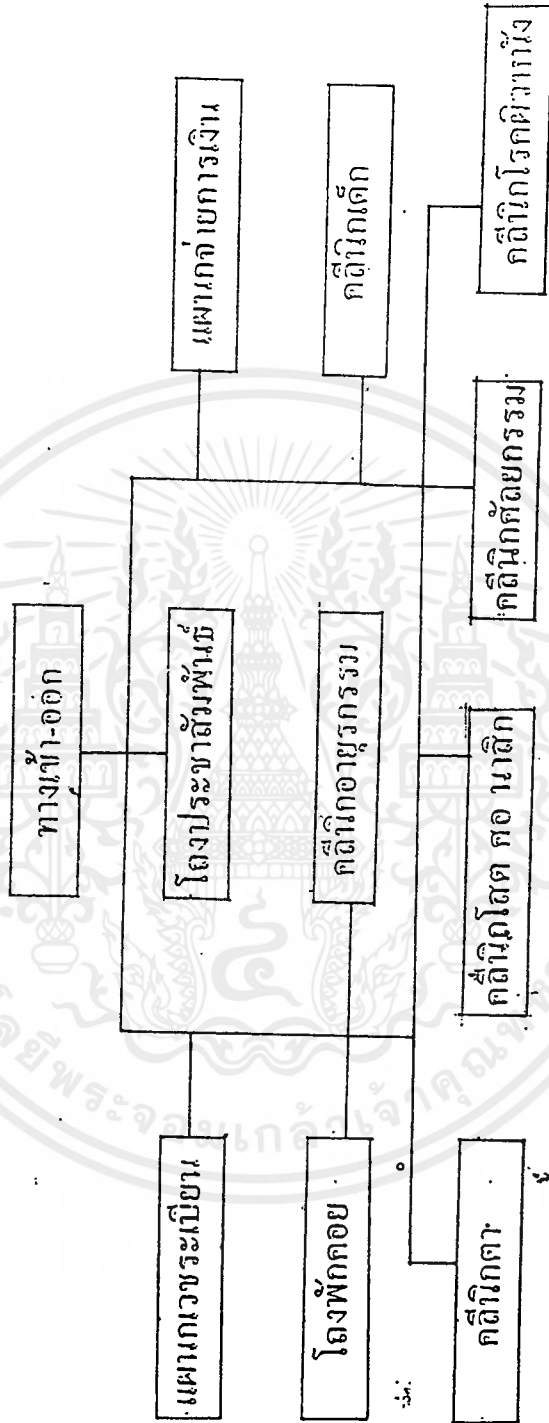 ทางเข้า-ออก
โถงประชาสัมพันธ์
แผนกเวชระเบียน
แผนกจ่ายการเงิน
โถงพักคอย
คลีนิกอายุรกรรม
คลีนิกเด็ก
คลีนิกตา
คลีนิกโสต ศอ นาสิก
คลีนิกศัลยกรรม
คลีนิกโรคผิวหนัง